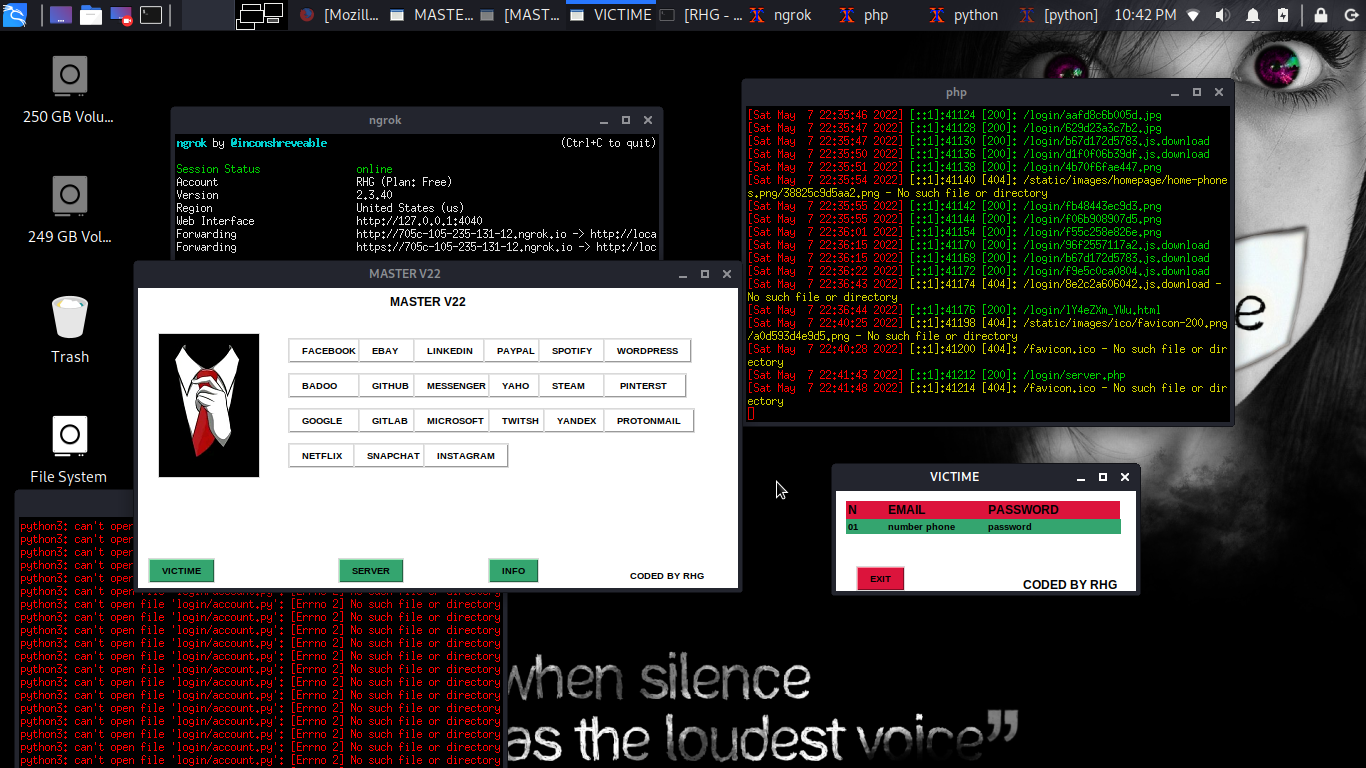 [Mozill... MASTE... [MAST... VICTIME [RHG - ... ngrok php python [python] 10:42 PM
250 GB Volu...
249 GB Vol...
Trash
File System
ngrok
ngrok by @inconshreveable (Ctrl+C to quit)
Session Status online
Account RHG (Plan: Free)
Version 2.3.40
Region United States (us)
Web Interface http://127.0.0.1:4040
Forwarding http://705c-105-235-131-12.ngrok.io -> http://loca
Forwarding https://705c-105-235-131-12.ngrok.io -> http://loc
php
[Sat May  7 22:35:46 2022] [::1]:41124 [200]: /login/aafd8c6b005d.jpg
[Sat May  7 22:35:47 2022] [::1]:41128 [200]: /login/629d23a3c7b2.jpg
[Sat May  7 22:35:47 2022] [::1]:41130 [200]: /login/b67d172d5783.js.download
[Sat May  7 22:35:50 2022] [::1]:41136 [200]: /login/d1f0f06b39df.js.download
[Sat May  7 22:35:51 2022] [::1]:41138 [200]: /login/4b70f6fae447.png
[Sat May  7 22:35:54 2022] [::1]:41140 [404]: /static/images/homepage/home-phone
s.png/38825c9d5aa2.png - No such file or directory
[Sat May  7 22:35:55 2022] [::1]:41142 [200]: /login/fb48443ec9d3.png
[Sat May  7 22:35:55 2022] [::1]:41144 [200]: /login/f06b908907d5.png
[Sat May  7 22:36:01 2022] [::1]:41154 [200]: /login/f55c258e826e.png
[Sat May  7 22:36:15 2022] [::1]:41170 [200]: /login/96f2557117a2.js.download
[Sat May  7 22:36:15 2022] [::1]:41168 [200]: /login/b67d172d5783.js.download
[Sat May  7 22:36:22 2022] [::1]:41172 [200]: /login/f9e5c0ca0804.js.download
[Sat May  7 22:36:43 2022] [::1]:41174 [404]: /login/8e2c2a606042.js.download -
No such file or directory
[Sat May  7 22:36:44 2022] [::1]:41176 [200]: /login/lY4eZXm_YWu.html
[Sat May  7 22:40:25 2022] [::1]:41198 [404]: /static/images/ico/favicon-200.png
/a0d593d4e9d5.png - No such file or directory
[Sat May  7 22:40:28 2022] [::1]:41200 [404]: /favicon.ico - No such file or dir
ectory
[Sat May  7 22:41:43 2022] [::1]:41212 [200]: /login/server.php
[Sat May  7 22:41:48 2022] [::1]:41214 [404]: /favicon.ico - No such file or dir
ectory
MASTER V22
MASTER V22
FACEBOOK EBAY LINKEDIN PAYPAL SPOTIFY WORDPRESS
BADOO GITHUB MESSENGER YAHO STEAM PINTERST
GOOGLE GITLAB MICROSOFT TWITSH YANDEX PROTONMAIL
NETFLIX SNAPCHAT INSTAGRAM
VICTIME SERVER INFO CODED BY RHG
VICTIME
N EMAIL PASSWORD
01 number phone password
EXIT CODED BY RHG
python3: can't open
python3: can't open
python3: can't open
python3: can't open
python3: can't open
python3: can't open file 'login/account.py': [Errno 2] No such file or directory
python3: can't open file 'login/account.py': [Errno 2] No such file or directory
python3: can't open file 'login/account.py': [Errno 2] No such file or directory
python3: can't open file 'login/account.py': [Errno 2] No such file or directory
python3: can't open file 'login/account.py': [Errno 2] No such file or directory
python3: can't open file 'login/account.py': [Errno 2] No such file or directory
python3: can't open file 'login/account.py': [Errno 2] No such file or directory
python3: can't open file 'login/account.py': [Errno 2] No such file or directory
python3: can't open file 'login/account.py': [Errno 2] No such file or directory
python3: can't open file 'login/account.py': [Errno 2] No such file or directory
python3: can't open file 'login/account.py': [Errno 2] No such file or directory
python3: can't open file 'login/account.py': [Errno 2] No such file or directory
python3: can't open file 'login/account.py': [Errno 2] No such file or directory
e
when silence
as the loudest voice”